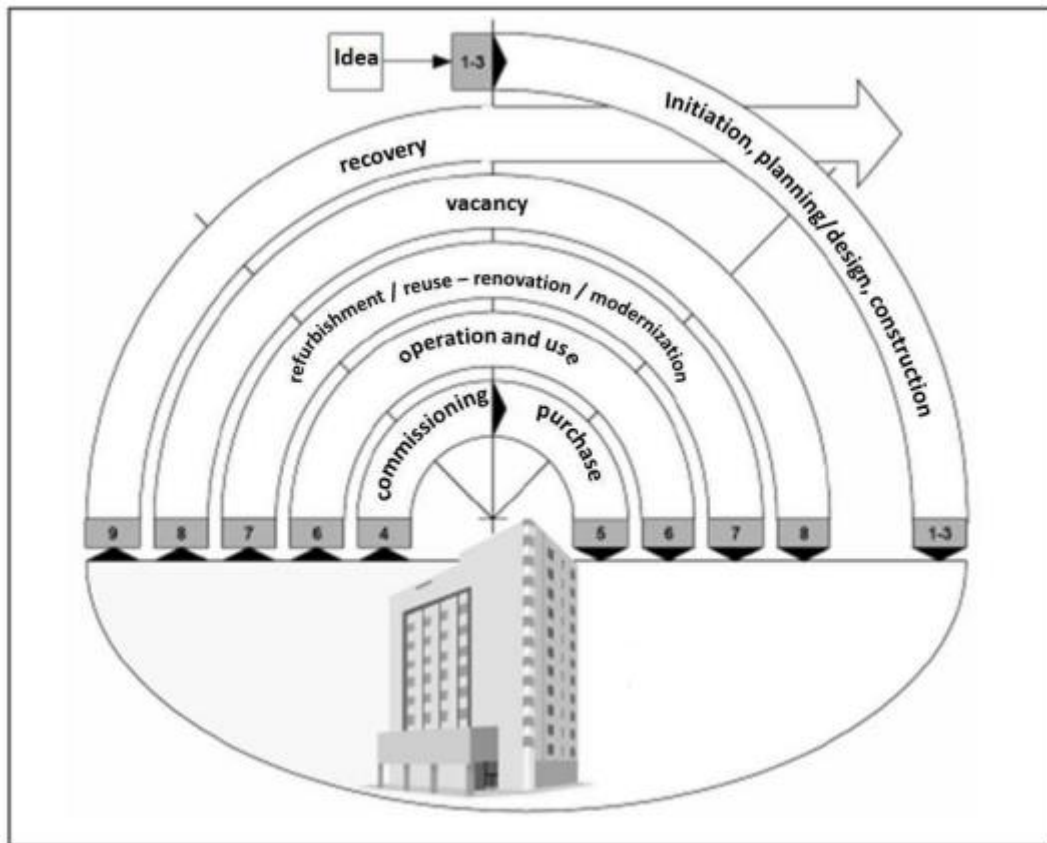 Idea
1-3
Initiation, planning/design, construction
recovery
vacancy
refurbishment / reuse – renovation / modernization
operation and use
commissioning
purchase
9
8
7
6
4
5
6
7
8
1-3